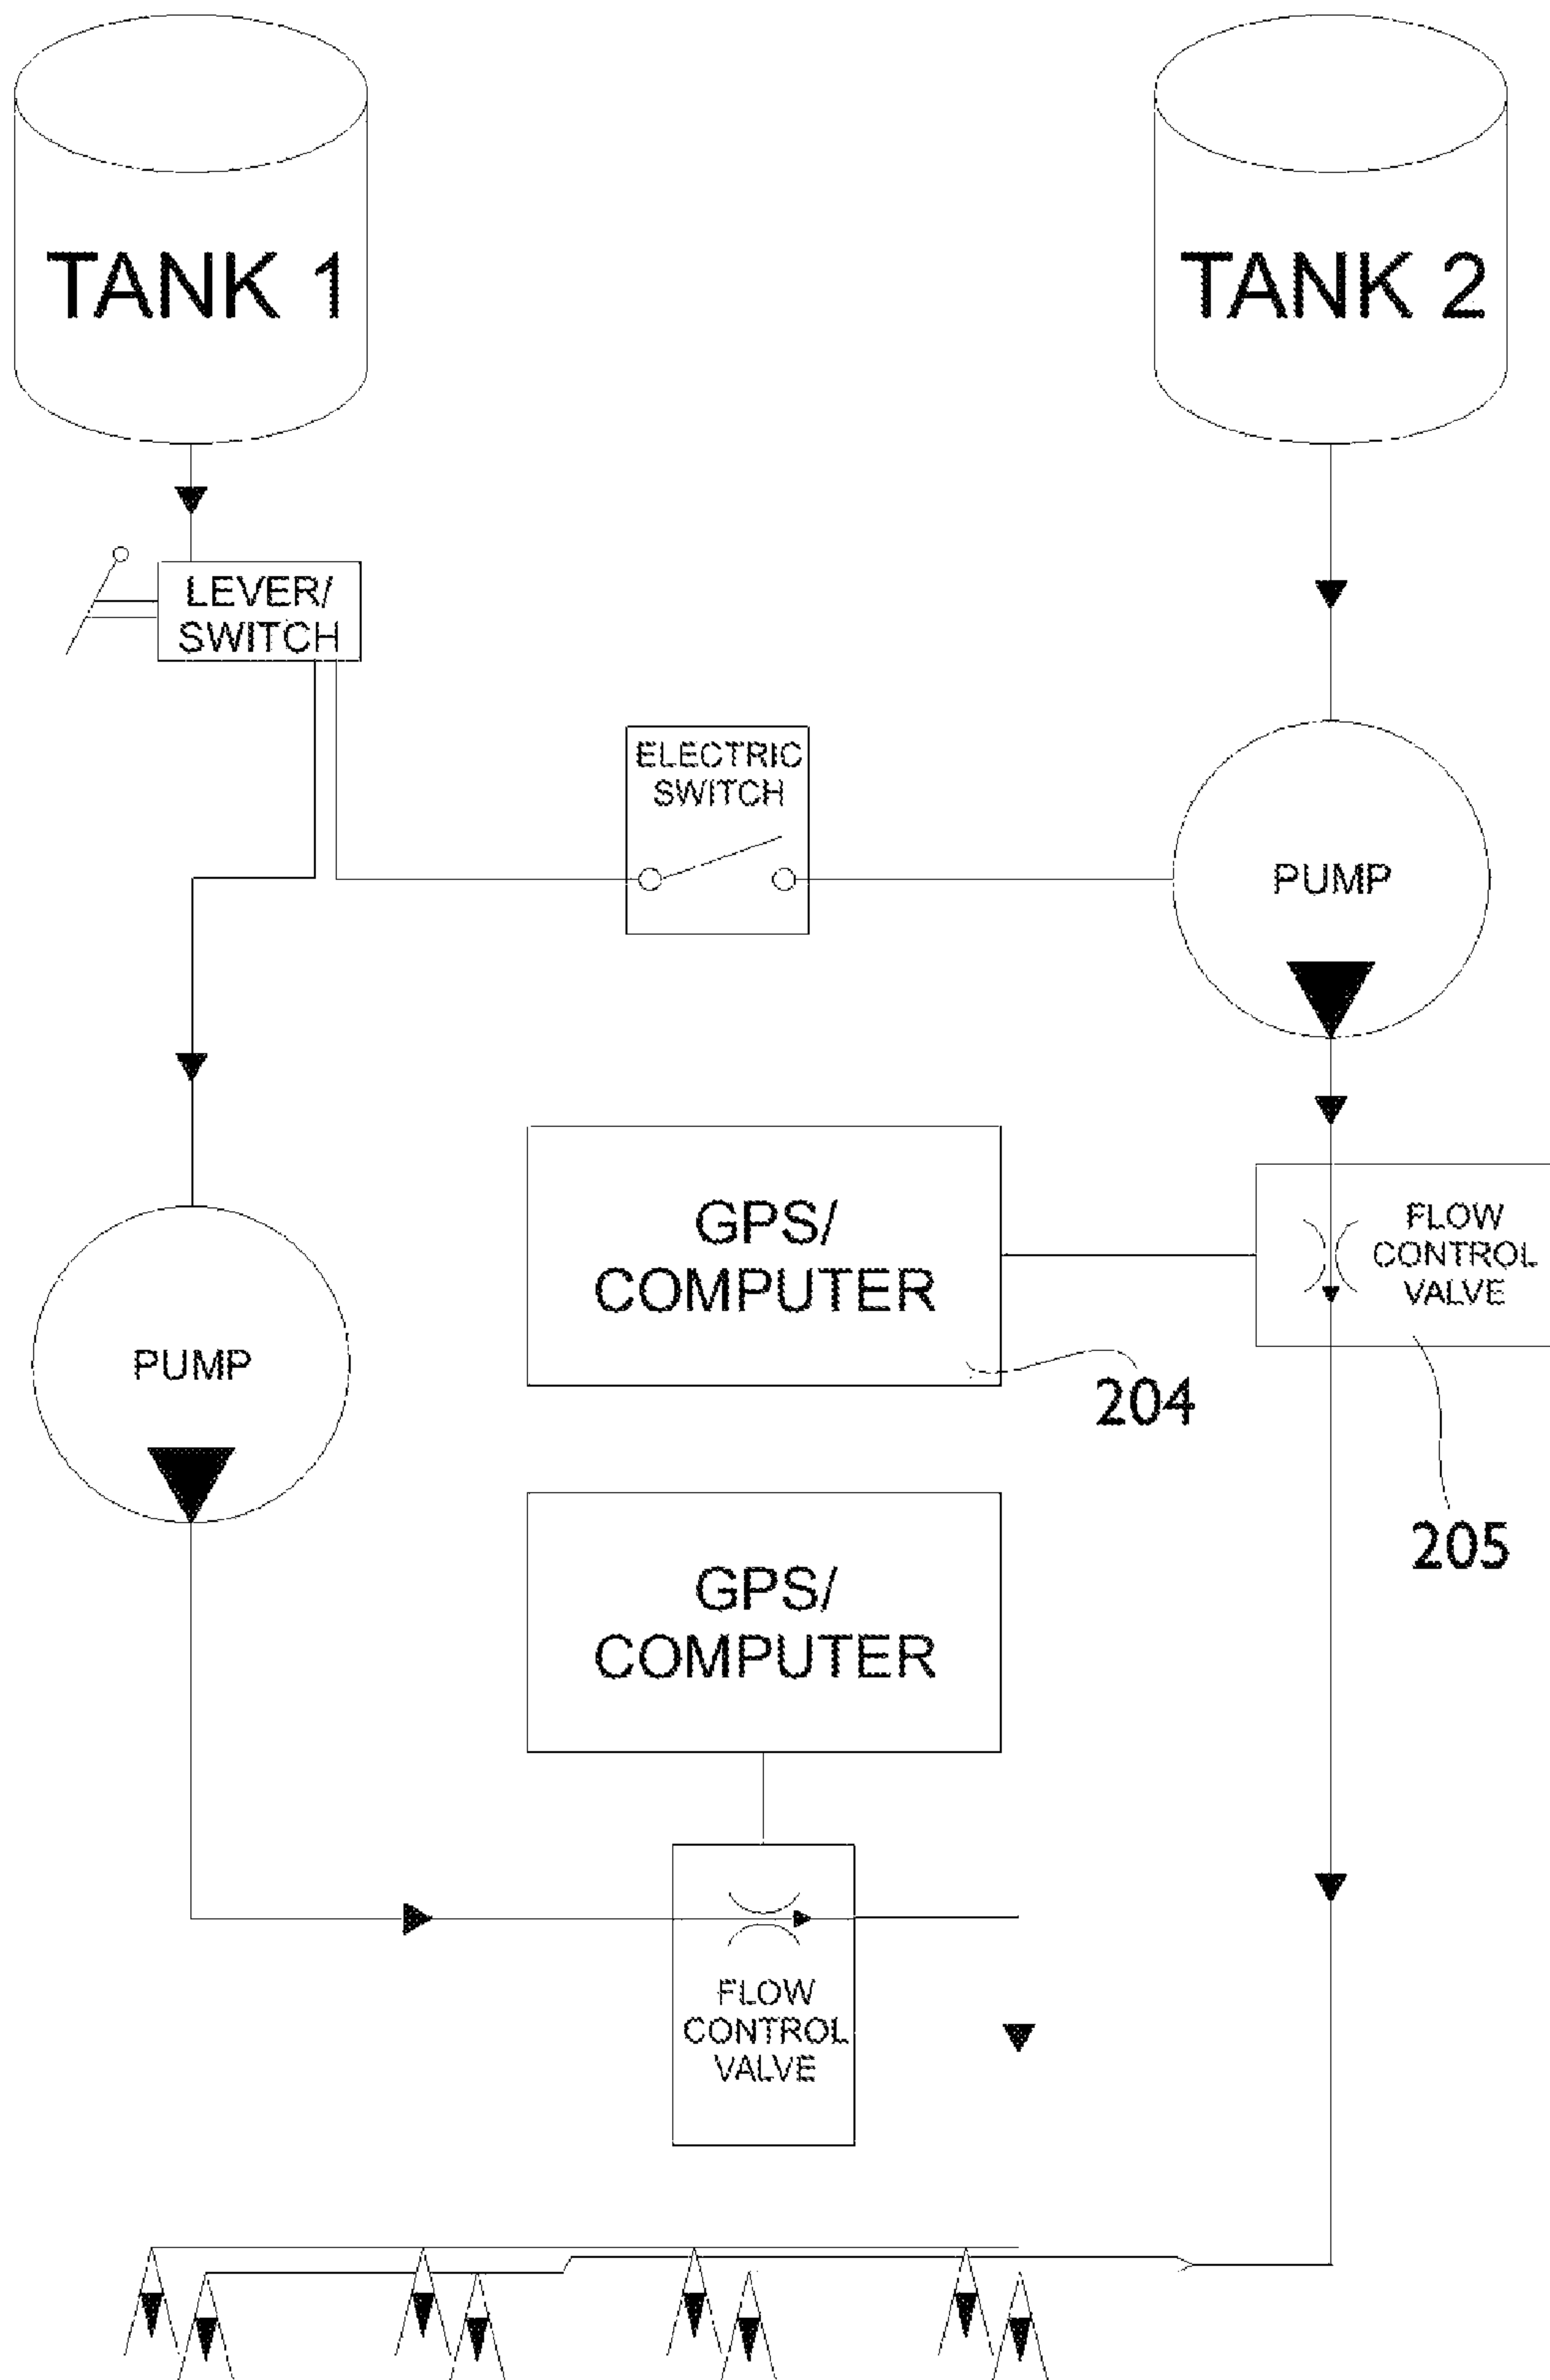 TANK 1
TANK 2
LEVER/
SWITCH
ELECTRIC
SWITCH
PUMP
GPS/
COMPUTER
FLOW
CONTROL
VALVE
204
PUMP
205
GPS/
COMPUTER
FLOW
CONTROL
VALVE